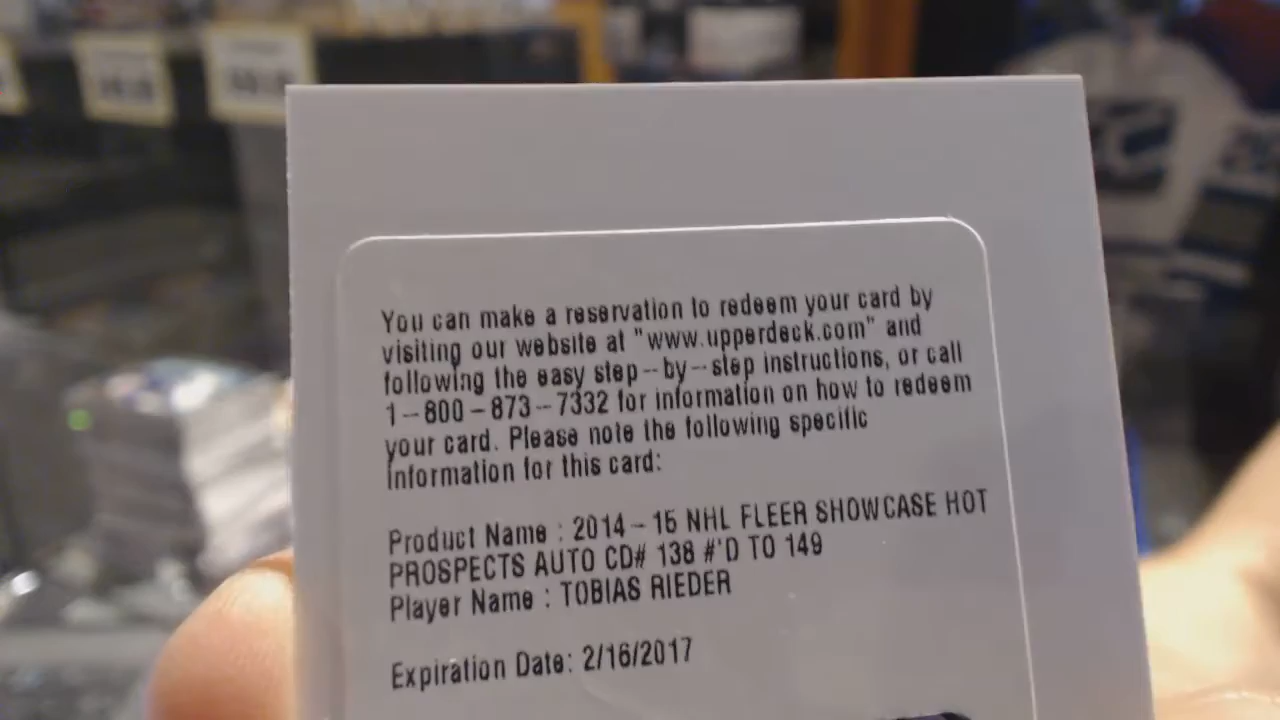 You can make a reservation to redeem your card by
visiting our website at "www.upperdeck.com" and
following the easy step--by--step instructions, or call
1-800-873-7332 for information on how to redeem
your card. Please note the following specific
information for this card:
Product Name : 2014-15 NHL FLEER SHOWCASE HOT
PROSPECTS AUTO CD# 138 #'D TO 149
Player Name : TOBIAS RIEDER
Expiration Date: 2/16/2017